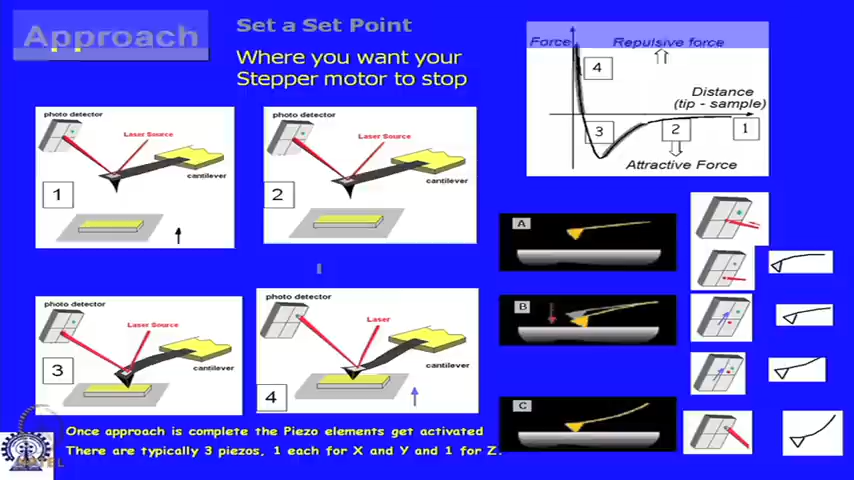 Approach
Set a Set Point
Where you want your
Stepper motor to stop
photo detector
Laser Source
cantilever
1
photo detector
Laser Source
cantilever
2
photo detector
Laser Source
cantilever
3
photo detector
Laser
cantilever
4
Once approach is complete the Piezo elements get activated
There are typically 3 piezos, 1 each for X and Y and 1 for Z.
Force
Repulsive force
4
Distance
(tip - sample)
3
2
1
Attractive Force
A
B
C